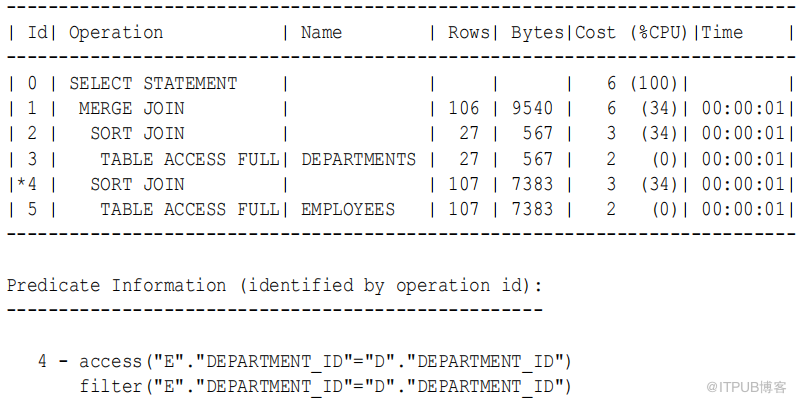 --------------------------------------------------------------------------------
| Id| Operation            | Name        | Rows| Bytes|Cost (%CPU)|Time     |
--------------------------------------------------------------------------------
| 0 | SELECT STATEMENT     |             |     |      |   6 (100)|         |
| 1 |  MERGE JOIN          |             | 106 | 9540 |   6  (34)| 00:00:01|
| 2 |   SORT JOIN          |             |  27 |  567 |   3  (34)| 00:00:01|
| 3 |    TABLE ACCESS FULL| DEPARTMENTS |  27 |  567 |   2   (0)| 00:00:01|
|*4 |   SORT JOIN          |             | 107 | 7383 |   3  (34)| 00:00:01|
| 5 |    TABLE ACCESS FULL| EMPLOYEES   | 107 | 7383 |   2   (0)| 00:00:01|
--------------------------------------------------------------------------------
Predicate Information (identified by operation id):
---------------------------------------------------
4 - access("E"."DEPARTMENT_ID"="D"."DEPARTMENT_ID")
filter("E"."DEPARTMENT_ID"="D"."DEPARTMENT_ID")
@ITPUB博客